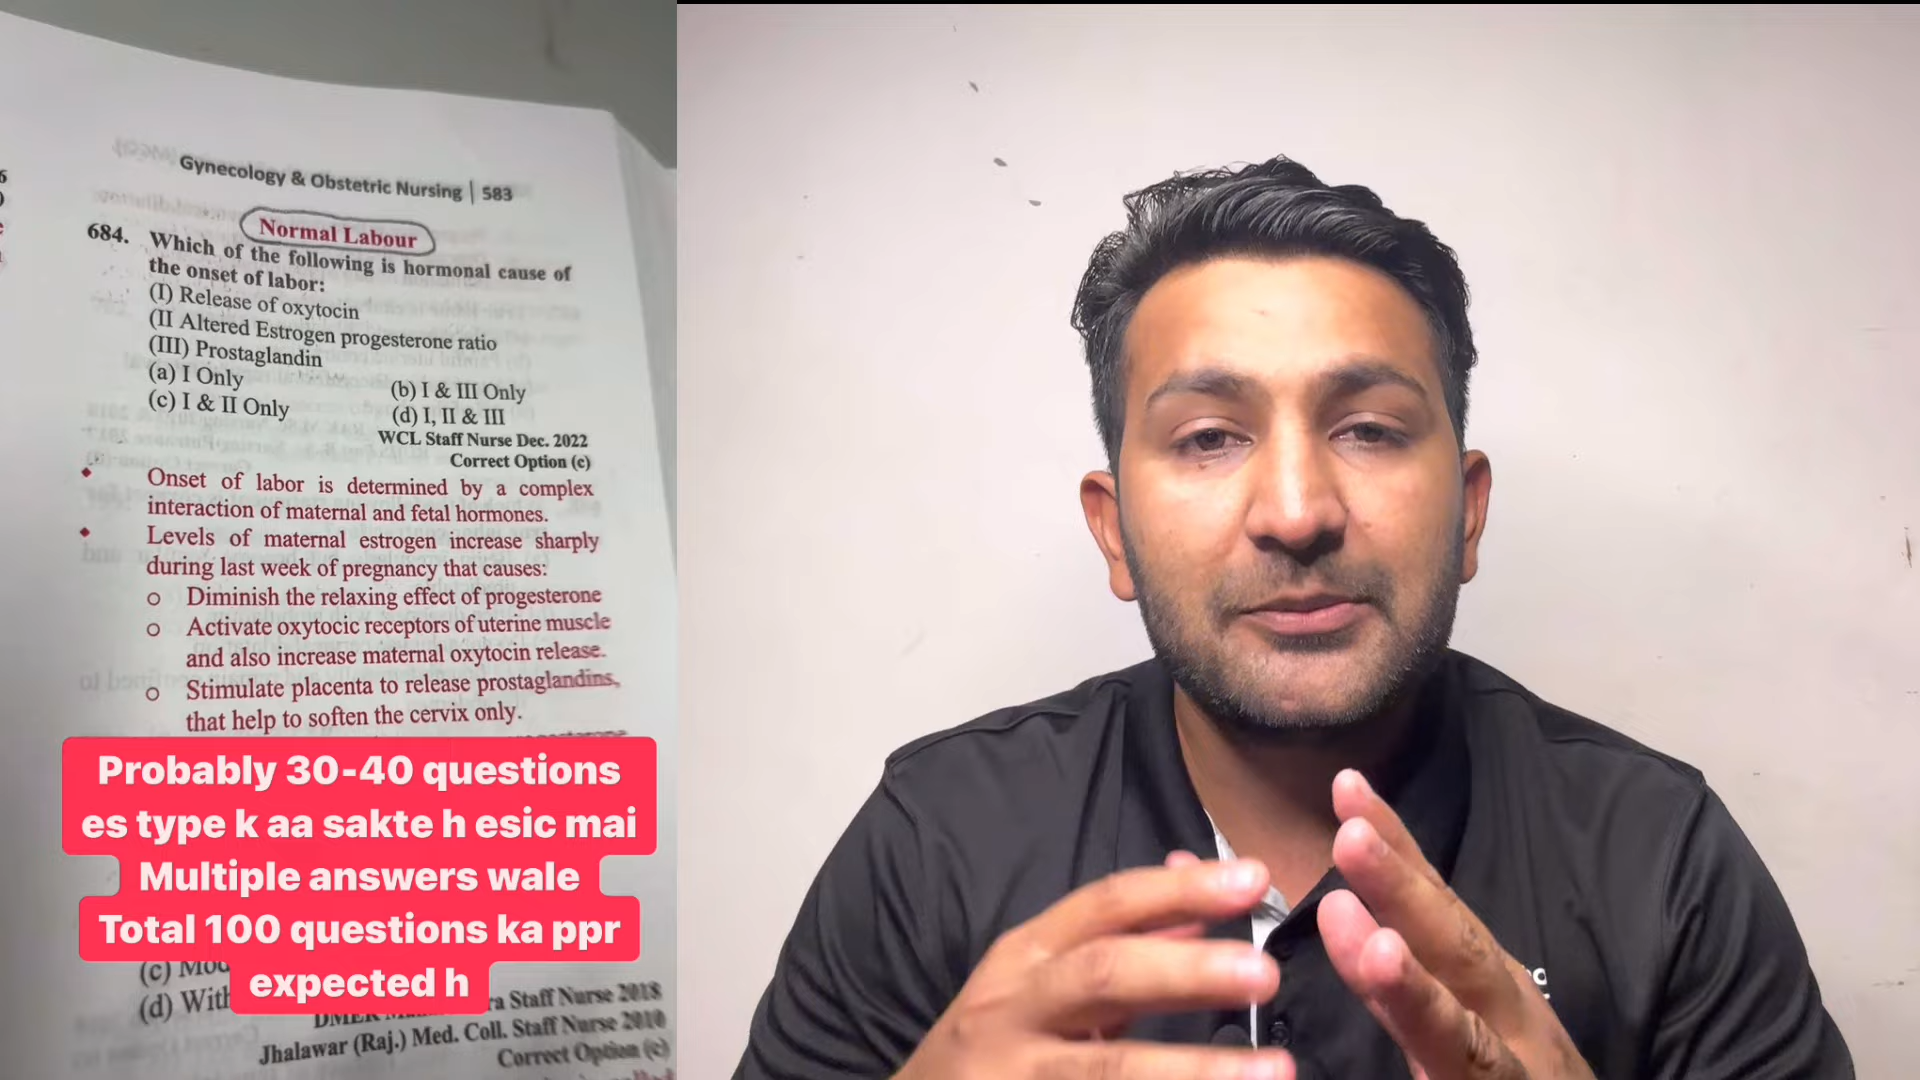 Gynecology & Obstetric Nursing | 583
Normal Labour
684. Which of the following is hormonal cause of
the onset of labor:
(I) Release of oxytocin
(II Altered Estrogen progesterone ratio
(III) Prostaglandin
(a) I Only
(b) I & III Only
(c) I & II Only
(d) I, II & III
WCL Staff Nurse Dec. 2022
Correct Option (c)
Onset of labor is determined by a complex
interaction of maternal and fetal hormones.
Levels of maternal estrogen increase sharply
during last week of pregnancy that causes:
Diminish the relaxing effect of progesterone
Activate oxytocic receptors of uterine muscle
and also increase maternal oxytocin release.
Stimulate placenta to release prostaglandins,
that help to soften the cervix only.
Probably 30-40 questions
es type k aa sakte h esic mai
Multiple answers wale
Total 100 questions ka ppr
expected h
(c)
(d)
Staff Nurse 2018
Jhalawar (Raj.) Med. Coll. Staff Nurse 2010
Correct Option (c)